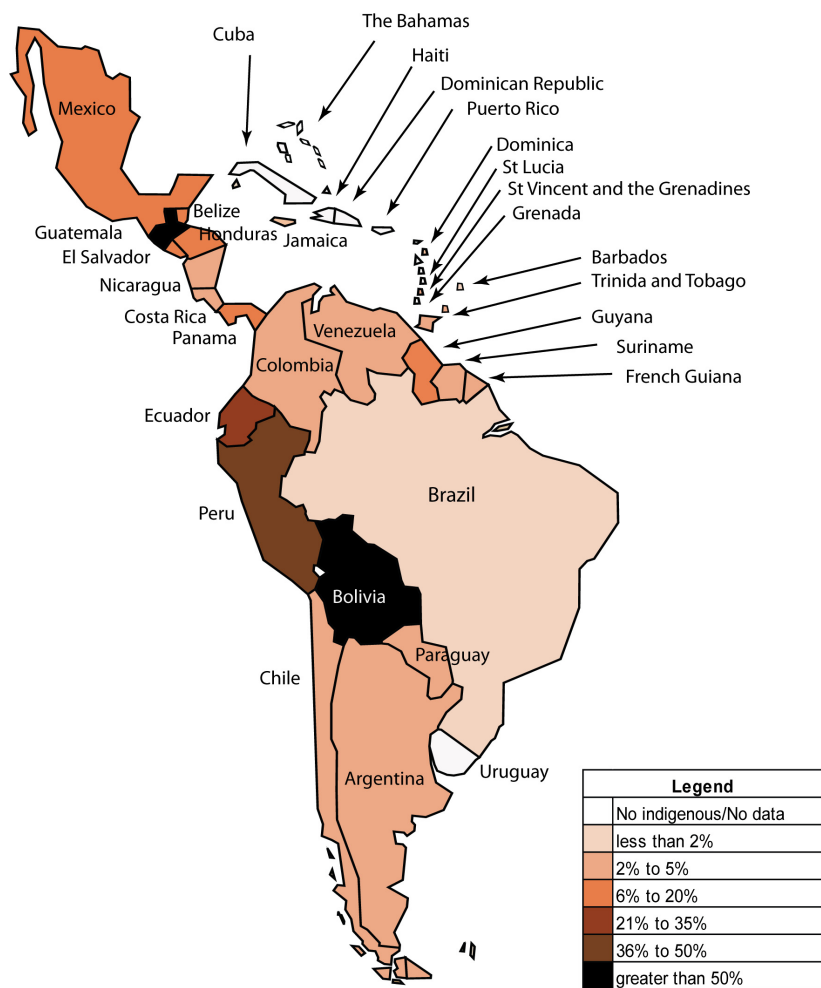 The Bahamas
Cuba
Haiti
Dominican Republic
Puerto Rico
Mexico
Dominica
St Lucia
St Vincent and the Grenadines
Grenada
Belize
Guatemala
Honduras
Jamaica
El Salvador
Barbados
Trinida and Tobago
Nicaragua
Costa Rica
Panama
Venezuela
Guyana
Colombia
Suriname
French Guiana
Ecuador
Brazil
Peru
Bolivia
Paraguay
Chile
Argentina
Uruguay
Legend
No indigenous/No data
less than 2%
2% to 5%
6% to 20%
21% to 35%
36% to 50%
greater than 50%